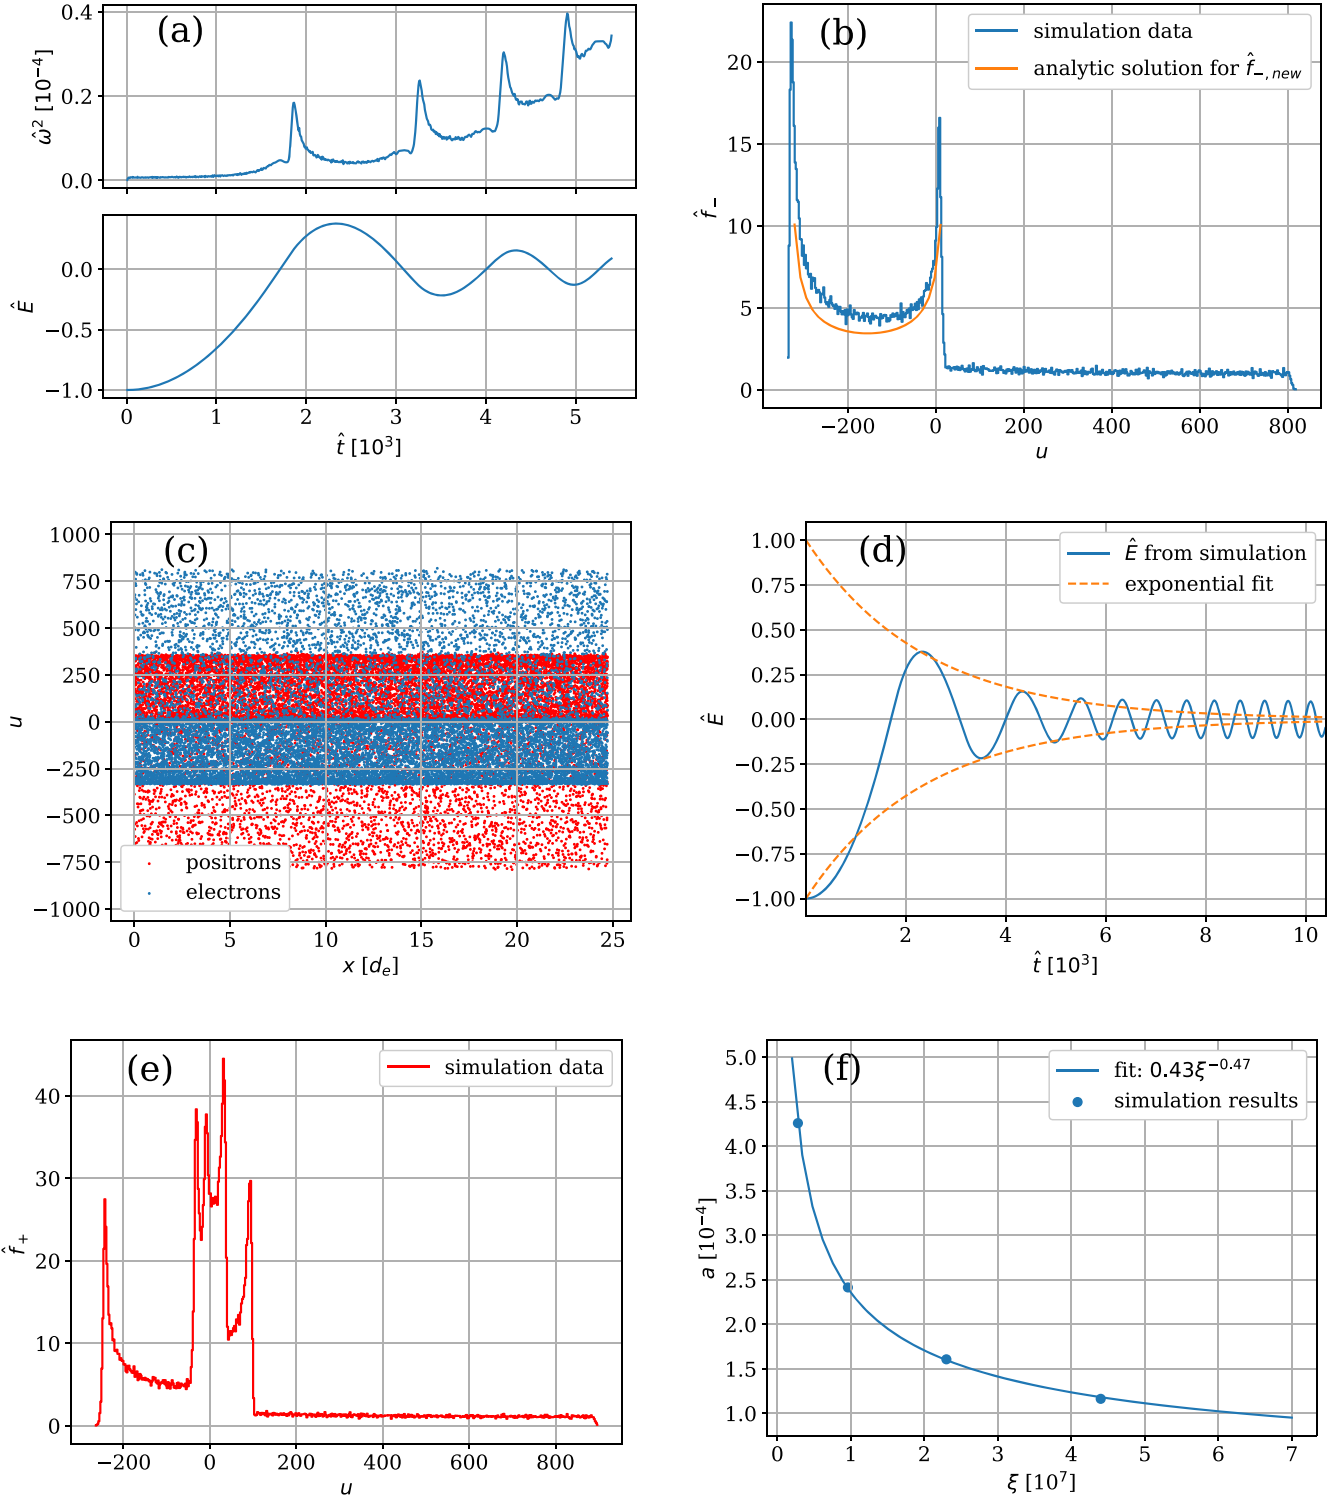 (a)
0.4
0.2
0.0
ω̂² [10⁻⁴]
0.0
−0.5
−1.0
Ê
0 1 2 3 4 5
t̂ [10³]
(b)
simulation data
analytic solution for f̂₋,new
20
15
10
5
0
f̂₋
−200 0 200 400 600 800
u
(c)
1000
750
500
250
0
−250
−500
−750
−1000
u
positrons
electrons
0 5 10 15 20 25
x [dₑ]
(d)
Ê from simulation
exponential fit
1.00
0.75
0.50
0.25
0.00
−0.25
−0.50
−0.75
−1.00
Ê
2 4 6 8 10
t̂ [10³]
(e)
simulation data
40
30
20
10
0
f̂₊
−200 0 200 400 600 800
u
(f)
fit: 0.43ξ⁻⁰·⁴⁷
simulation results
5.0
4.5
4.0
3.5
3.0
2.5
2.0
1.5
1.0
a [10⁻⁴]
0 1 2 3 4 5 6 7
ξ [10⁷]